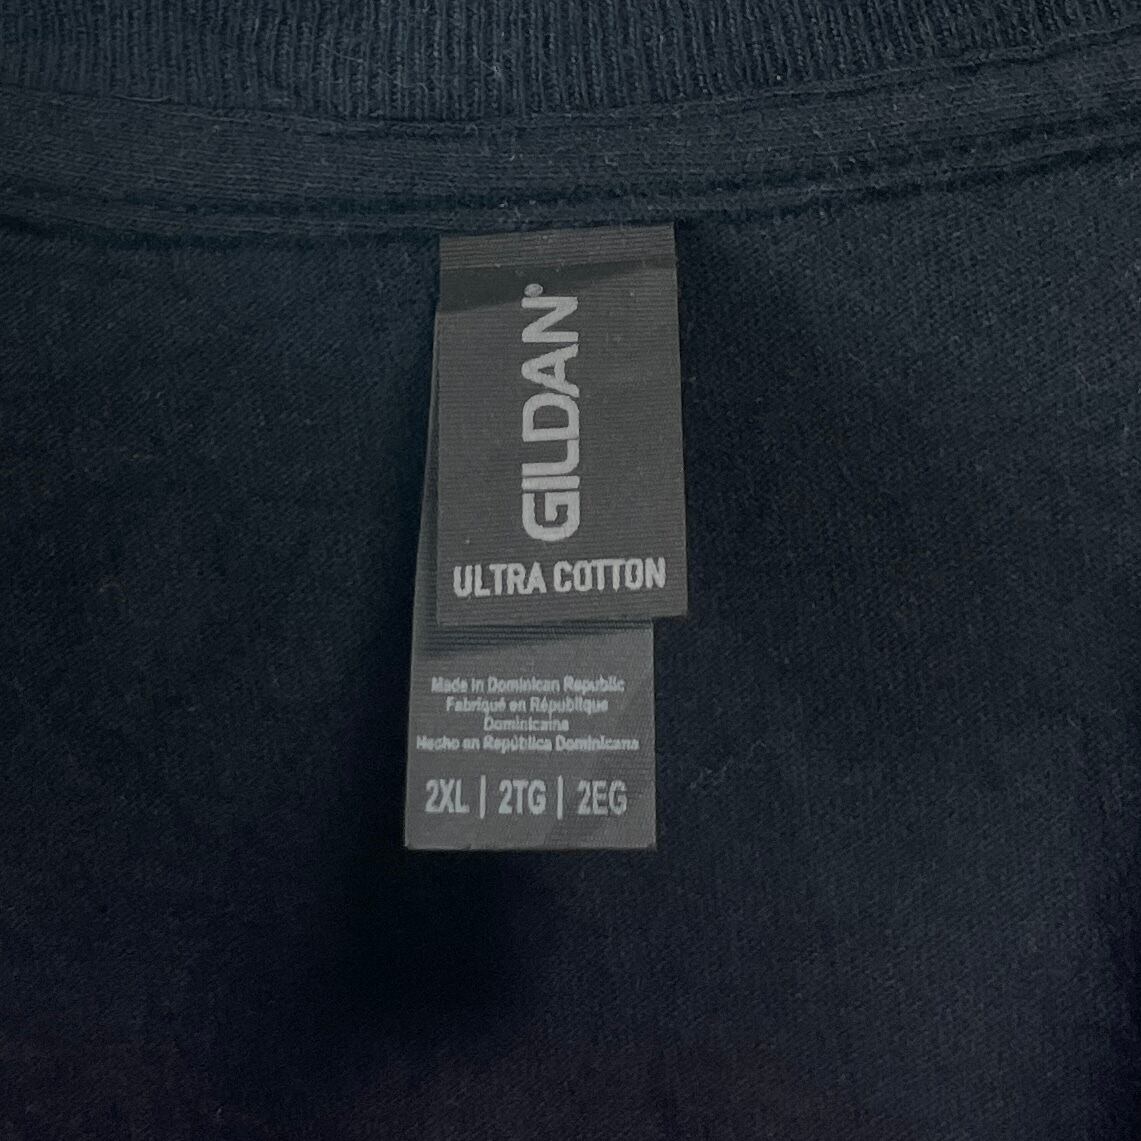 GILDAN®
ULTRA COTTON
Made in Dominican Republic
Fabriqué en République
Dominicaine
Hecho en República Dominicana
2XL | 2TG | 2EG